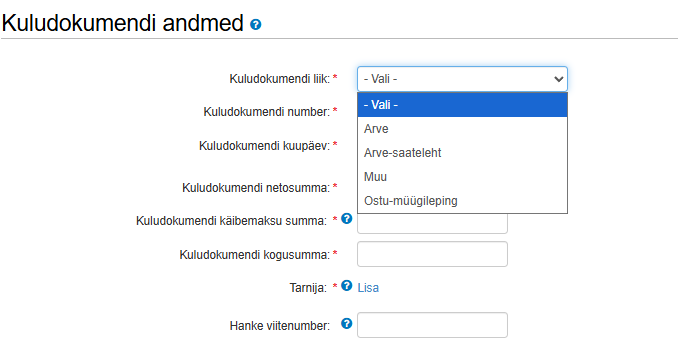 Kuludokumendi andmed ?
Kuludokumendi liik: * - Vali -
- Vali -
Kuludokumendi number: *
Arve
Kuludokumendi kuupäev: *
Arve-saateleht
Muu
Kuludokumendi netosumma: *
Ostu-müügileping
Kuludokumendi käibemaksu summa: * ?
Kuludokumendi kogusumma: *
Tarnija: * ? Lisa
Hanke viitenumber: ?